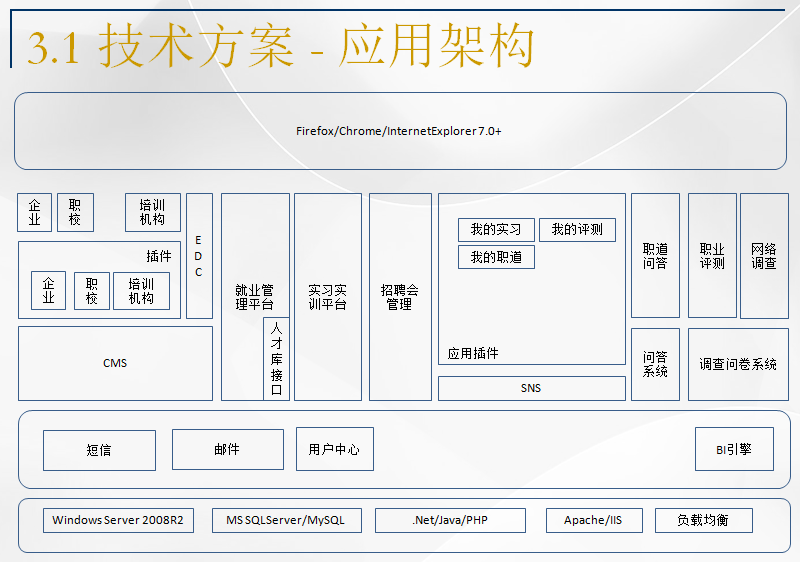 3.1 技术方案 - 应用架构
Firefox/Chrome/InternetExplorer 7.0+
企
业
职
校
培训
机构
E
D
C
插件
企
业
职
校
培训
机构
CMS
就业管
理平台
人
才
库
接
口
实习实
训平台
招聘会
管理
我的实习
我的评测
我的职道
应用插件
SNS
职道
问答
职业
评测
网络
调查
问答
系统
调查问卷系统
短信
邮件
用户中心
BI引擎
Windows Server 2008R2
MS SQLServer/MySQL
.Net/Java/PHP
Apache/IIS
负载均衡